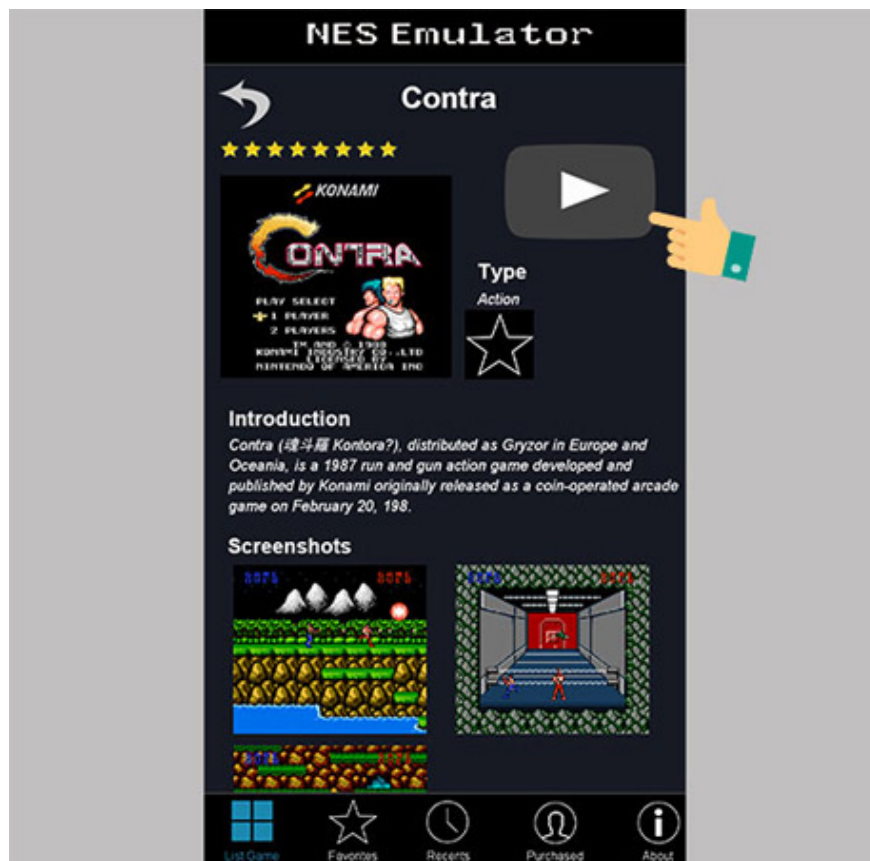 NES Emulator
Contra
KONAMI
CONTRA
PLAY SELECT
1 PLAYER
2 PLAYERS
TM AND © 1988
KONAMI INDUSTRY CO.,LTD
LICENSED BY
NINTENDO OF AMERICA INC
Type
Action
Introduction
Contra (魂斗羅 Kontora?), distributed as Gryzor in Europe and
Oceania, is a 1987 run and gun action game developed and
published by Konami originally released as a coin-operated arcade
game on February 20, 198.
Screenshots
List Game
Favorites
Recents
Purchased
About